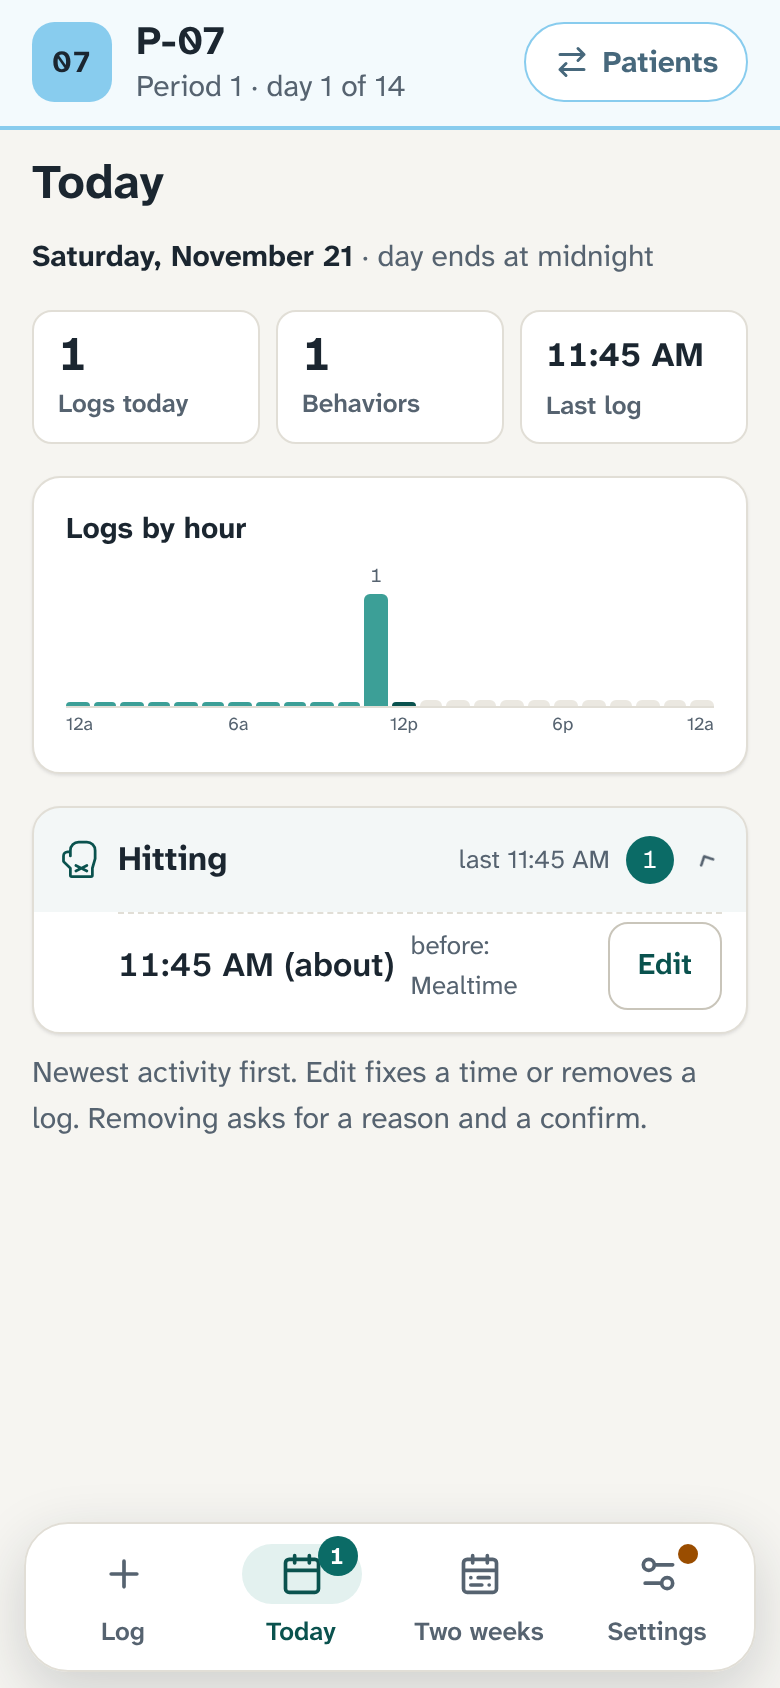 07
P-07
Period 1 · day 1 of 14
Patients
Today
Saturday, November 21 · day ends at midnight
1
Logs today
1
Behaviors
11:45 AM
Last log
Logs by hour
1
12a 6a 12p 6p 12a
Hitting
last 11:45 AM
1
11:45 AM (about)
before:
Mealtime
Edit
Newest activity first. Edit fixes a time or removes a
log. Removing asks for a reason and a confirm.
1
Log
Today
Two weeks
Settings